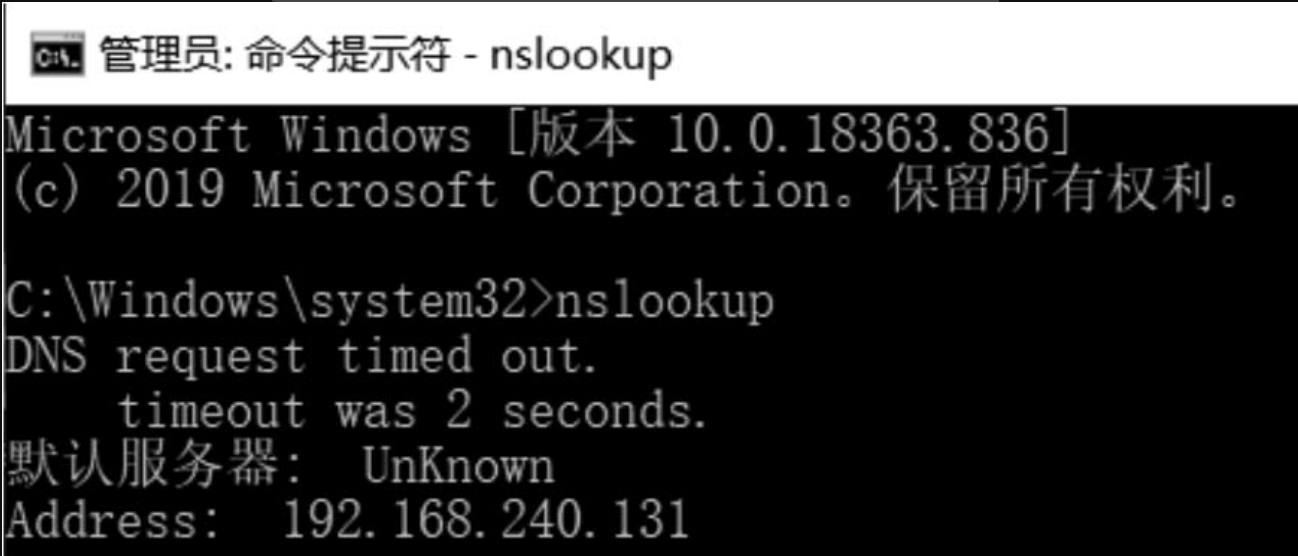 管理员: 命令提示符 - nslookup
Microsoft Windows [版本 10.0.18363.836]
(c) 2019 Microsoft Corporation。保留所有权利。
C:\Windows\system32>nslookup
DNS request timed out.
    timeout was 2 seconds.
默认服务器:  UnKnown
Address:  192.168.240.131